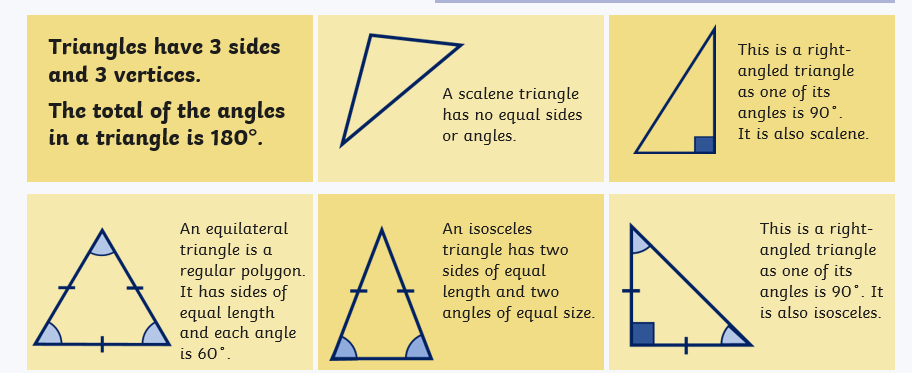 Triangles have 3 sides
and 3 vertices.
The total of the angles
in a triangle is 180°.
A scalene triangle
has no equal sides
or angles.
This is a right-
angled triangle
as one of its
angles is 90˚.
It is also scalene.
An equilateral
triangle is a
regular polygon.
It has sides of
equal length
and each angle
is 60˚.
An isosceles
triangle has two
sides of equal
length and two
angles of equal size.
This is a right-
angled triangle
as one of its
angles is 90˚. It
is also isosceles.